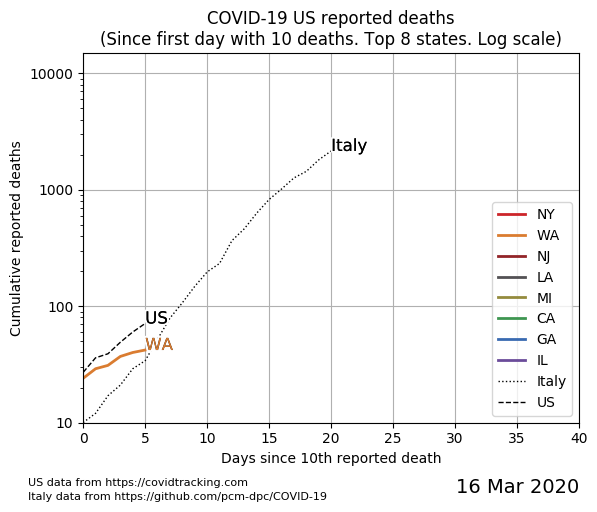 COVID-19 US reported deaths
(Since first day with 10 deaths. Top 8 states. Log scale)
Cumulative reported deaths
10000
1000
100
10
Italy
US
WA
NY
WA
NJ
LA
MI
CA
GA
IL
Italy
US
0 5 10 15 20 25 30 35 40
Days since 10th reported death
US data from https://covidtracking.com
Italy data from https://github.com/pcm-dpc/COVID-19
16 Mar 2020